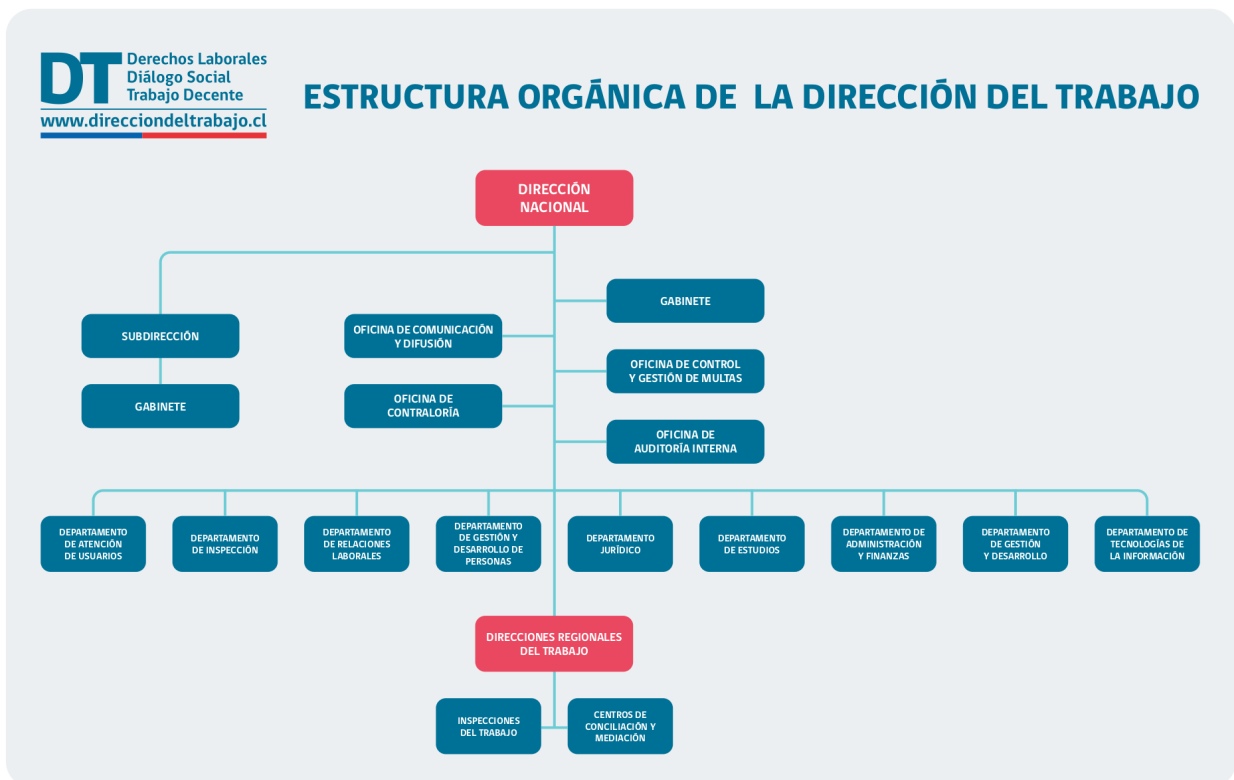 DT
Derechos Laborales
Diálogo Social
Trabajo Decente
www.direcciondeltrabajo.cl
ESTRUCTURA ORGÁNICA DE LA DIRECCIÓN DEL TRABAJO
DIRECCIÓN
NACIONAL
GABINETE
SUBDIRECCIÓN
OFICINA DE COMUNICACIÓN
Y DIFUSIÓN
OFICINA DE CONTROL
Y GESTIÓN DE MULTAS
GABINETE
OFICINA DE
CONTRALORÍA
OFICINA DE
AUDITORÍA INTERNA
DEPARTAMENTO
DE ATENCIÓN
DE USUARIOS
DEPARTAMENTO
DE INSPECCIÓN
DEPARTAMENTO
DE RELACIONES
LABORALES
DEPARTAMENTO
DE GESTIÓN Y
DESARROLLO DE
PERSONAS
DEPARTAMENTO
JURÍDICO
DEPARTAMENTO
DE ESTUDIOS
DEPARTAMENTO DE
ADMINISTRACIÓN
Y FINANZAS
DEPARTAMENTO
DE GESTIÓN
Y DESARROLLO
DEPARTAMENTO DE
TECNOLOGÍAS DE
LA INFORMACIÓN
DIRECCIONES REGIONALES
DEL TRABAJO
INSPECCIONES
DEL TRABAJO
CENTROS DE
CONCILIACIÓN Y
MEDIACIÓN